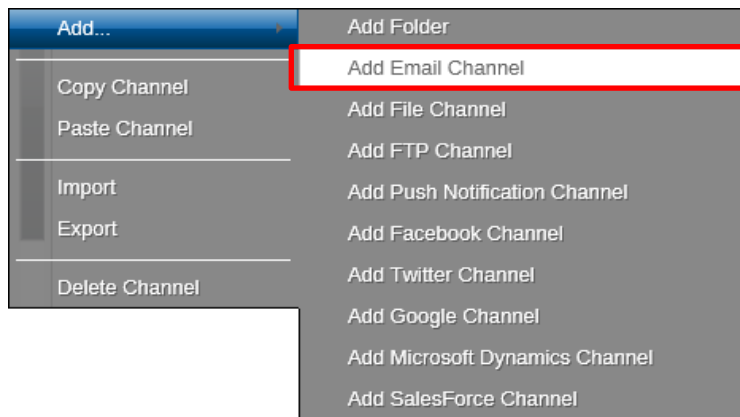 Add...
Copy Channel
Paste Channel
Import
Export
Delete Channel
Add Folder
Add Email Channel
Add File Channel
Add FTP Channel
Add Push Notification Channel
Add Facebook Channel
Add Twitter Channel
Add Google Channel
Add Microsoft Dynamics Channel
Add SalesForce Channel